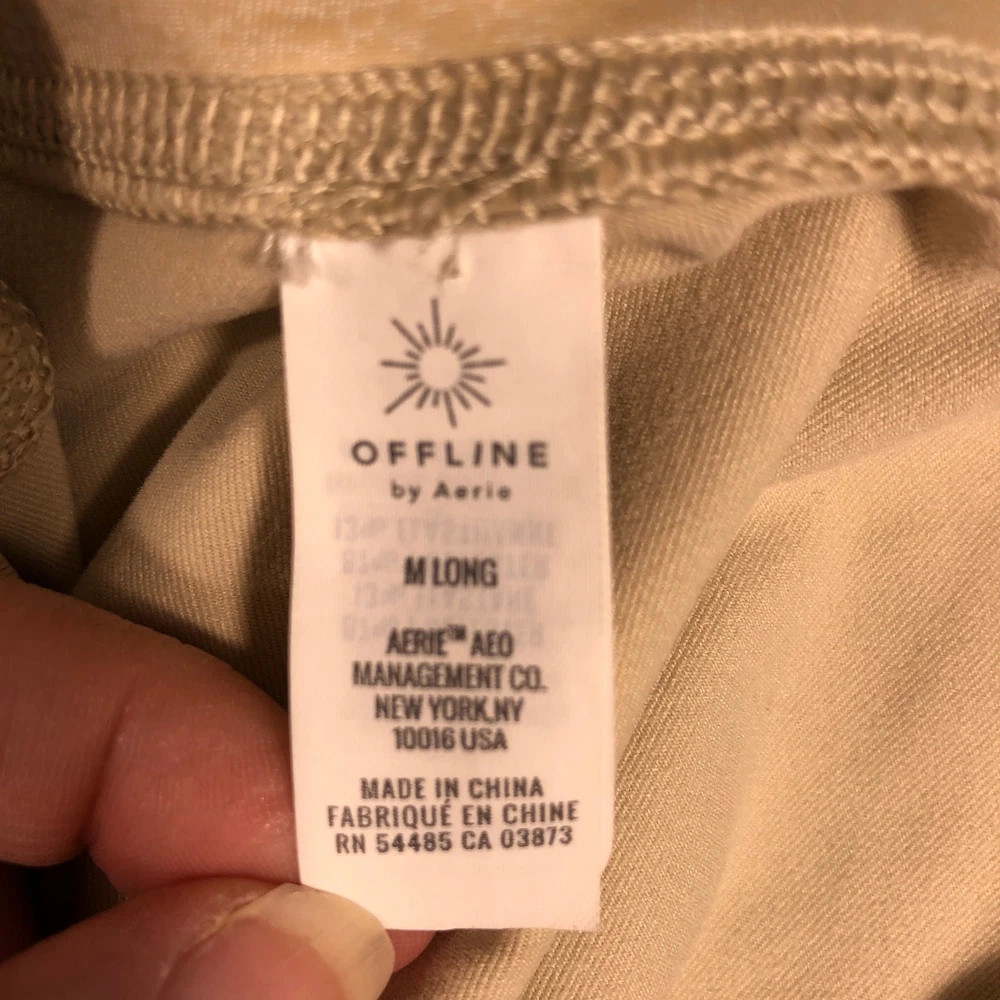 OFFLINE
by Aerie
M LONG
AERIE™ AEO
MANAGEMENT CO.
NEW YORK,NY
10016 USA
MADE IN CHINA
FABRIQUÉ EN CHINE
RN 54485 CA 03873